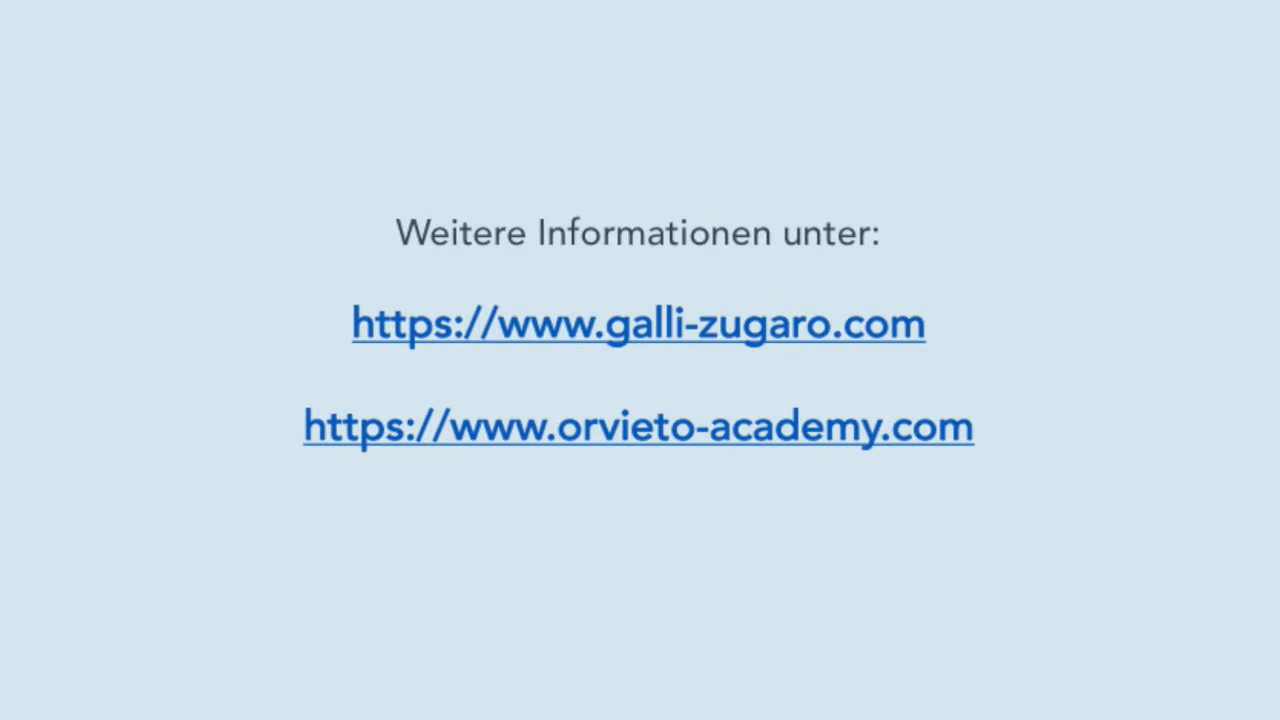 Weitere Informationen unter:
https://www.galli-zugaro.com
https://www.orvieto-academy.com